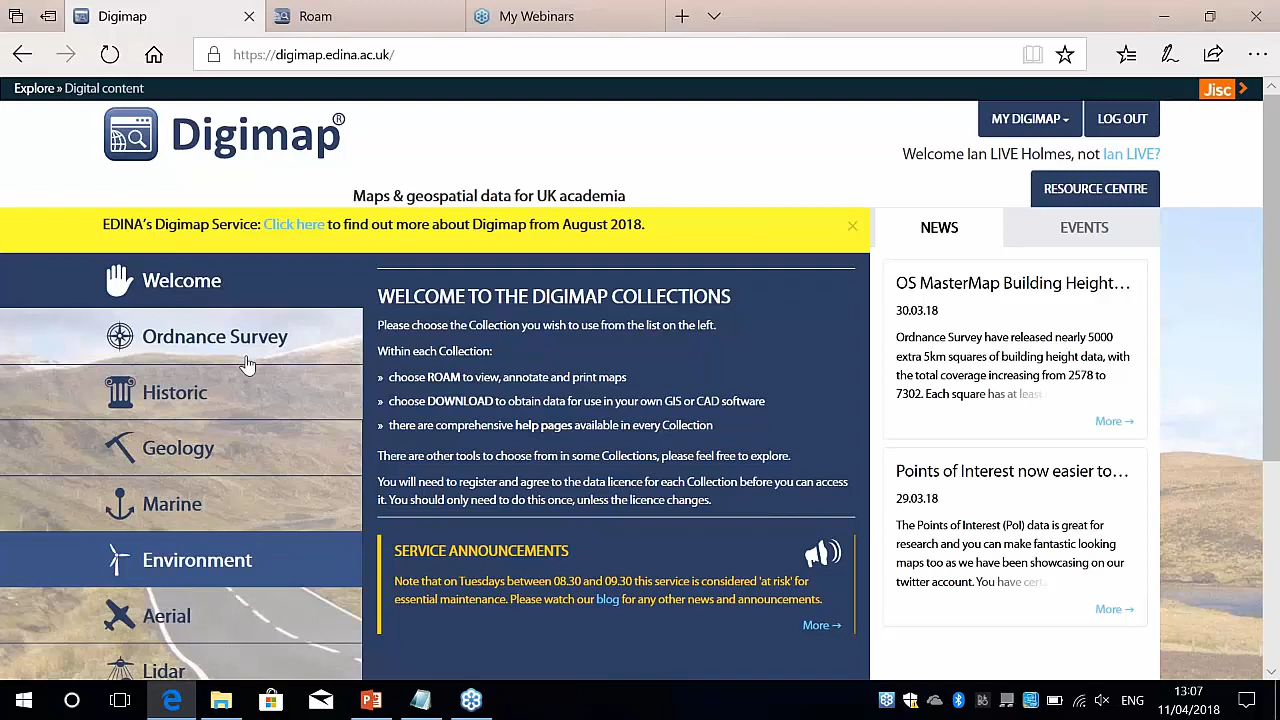 Digimap
Roam
My Webinars
https://digimap.edina.ac.uk/
Explore » Digital content
Jisc
Digimap®
MY DIGIMAP
LOG OUT
Welcome Ian LIVE Holmes, not Ian LIVE?
RESOURCE CENTRE
Maps & geospatial data for UK academia
EDINA's Digimap Service: Click here to find out more about Digimap from August 2018.
NEWS
EVENTS
Welcome
Ordnance Survey
Historic
Geology
Marine
Environment
Aerial
Lidar
WELCOME TO THE DIGIMAP COLLECTIONS
Please choose the Collection you wish to use from the list on the left.
Within each Collection:
» choose ROAM to view, annotate and print maps
» choose DOWNLOAD to obtain data for use in your own GIS or CAD software
» there are comprehensive help pages available in every Collection
There are other tools to choose from in some Collections, please feel free to explore.
You will need to register and agree to the data licence for each Collection before you can access
it. You should only need to do this once, unless the licence changes.
SERVICE ANNOUNCEMENTS
Note that on Tuesdays between 08.30 and 09.30 this service is considered 'at risk' for
essential maintenance. Please watch our blog for any other news and announcements.
More →
OS MasterMap Building Height…
30.03.18
Ordnance Survey have released nearly 5000
extra 5km squares of building height data, with
the total coverage increasing from 2578 to
7302. Each square has at least
More →
Points of Interest now easier to…
29.03.18
The Points of Interest (PoI) data is great for
research and you can make fantastic looking
maps too as we have been showcasing on our
twitter account. You have cert
More →
ENG
13:07
11/04/2018